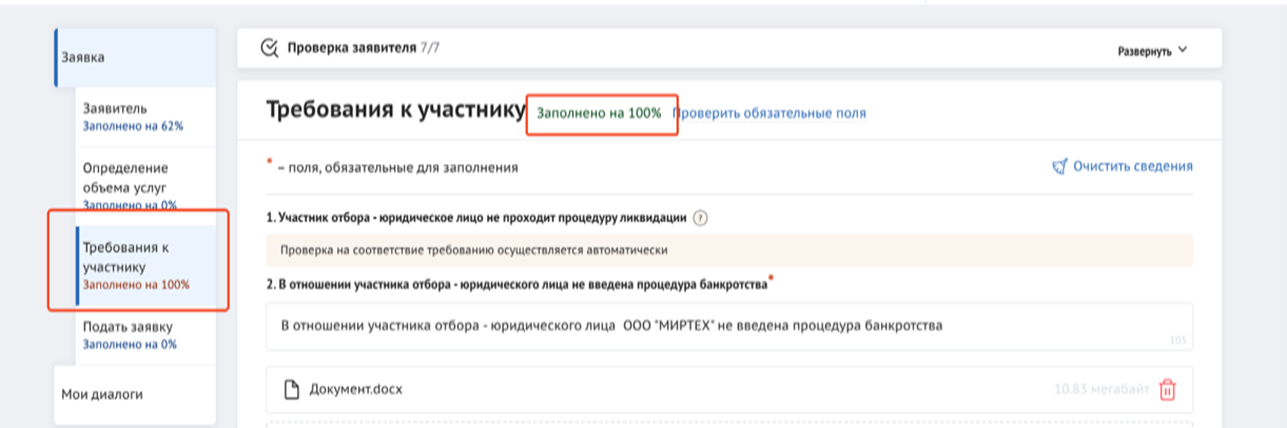 Заявка
Заявитель
Заполнено на 62%
Определение
объема услуг
Заполнено на 0%
Требования к
участнику
Заполнено на 100%
Подать заявку
Заполнено на 0%
Мои диалоги
Проверка заявителя 7/7
Развернуть
Требования к участнику Заполнено на 100% Проверить обязательные поля
* – поля, обязательные для заполнения
Очистить сведения
1. Участник отбора - юридическое лицо не проходит процедуру ликвидации ?
Проверка на соответствие требованию осуществляется автоматически
2. В отношении участника отбора - юридического лица не введена процедура банкротства*
В отношении участника отбора - юридического лица ООО "МИРТЕХ" не введена процедура банкротства
105
Документ.docx
10.83 мегабайт